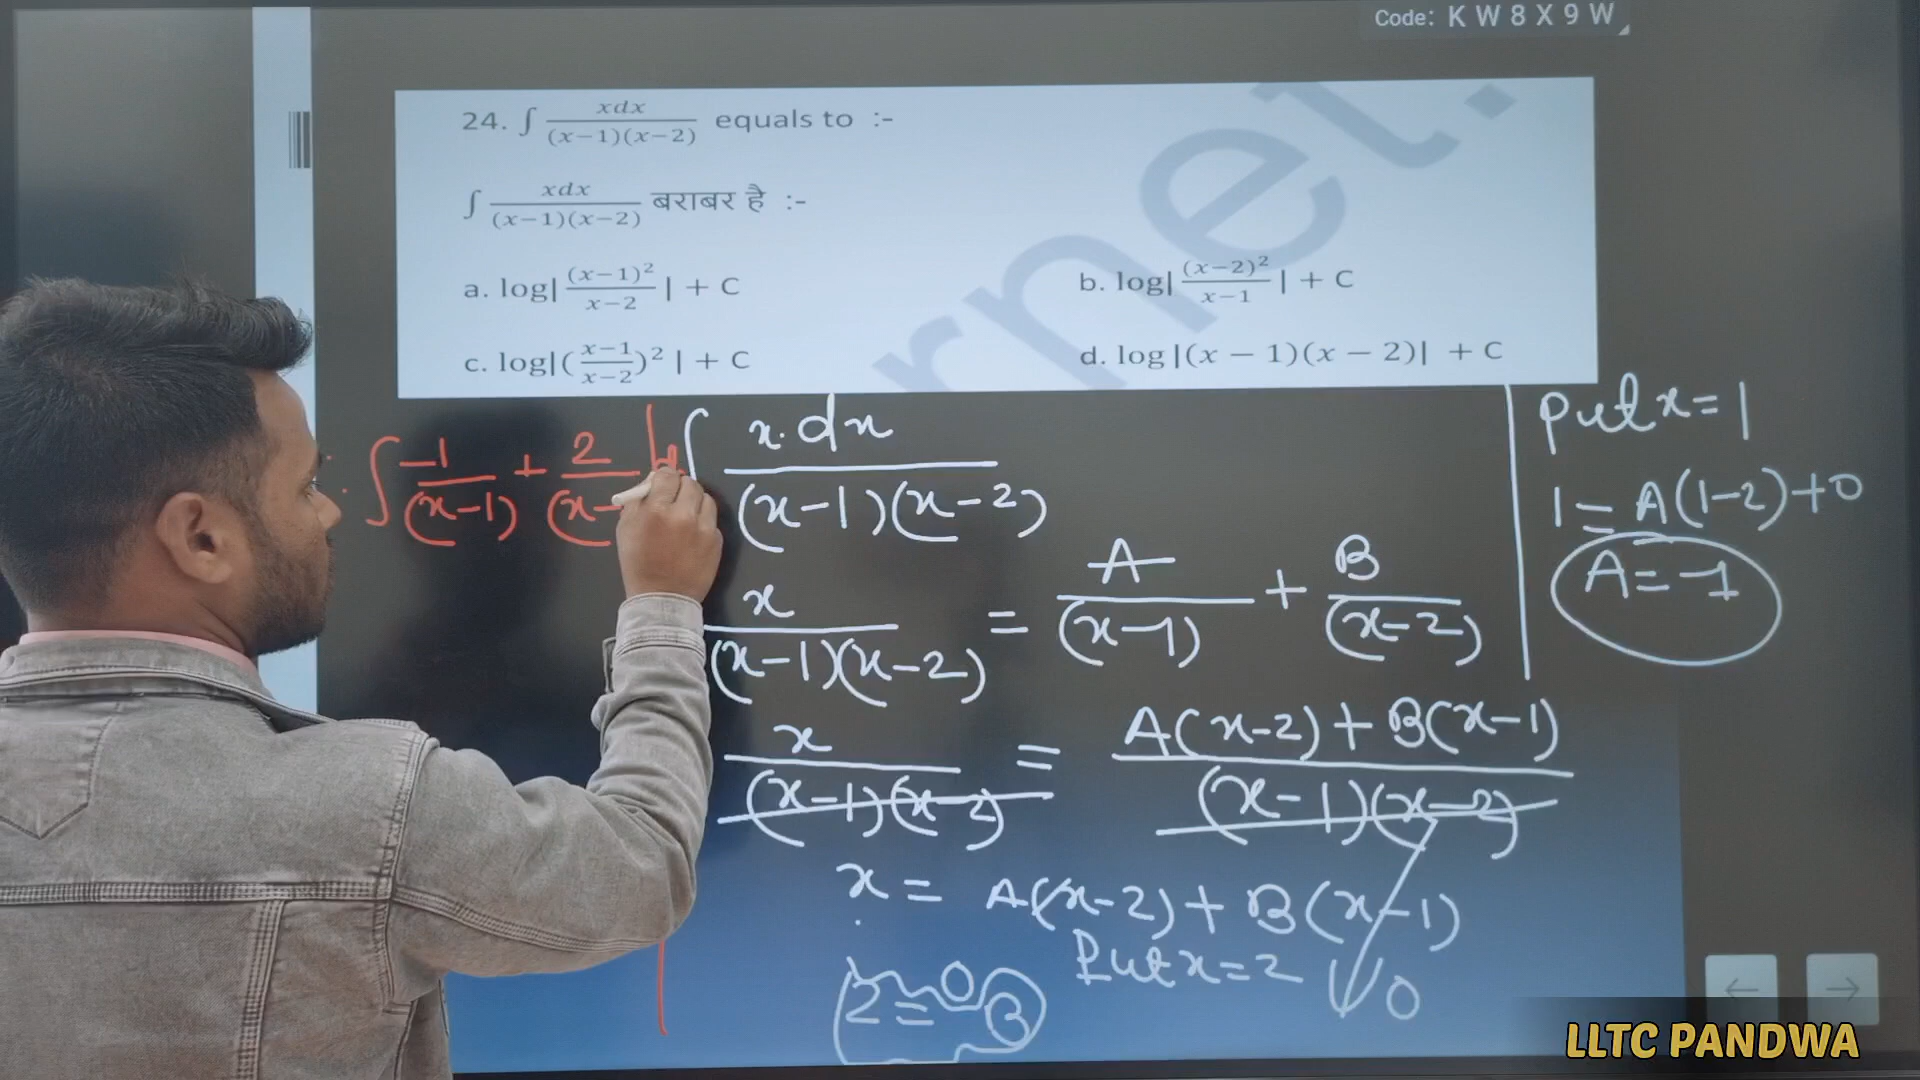 Code: KW8X9W
24. ∫ xdx/((x−1)(x−2)) equals to :-
∫ xdx/((x−1)(x−2)) बराबर है :-
a. log|(x−1)²/(x−2)| + C
b. log|(x−2)²/(x−1)| + C
c. log|((x−1)/(x−2))²| + C
d. log|(x − 1)(x − 2)| + C
∫ −1/(x−1) + 2/(x−
∫ x·dx/((x−1)(x−2))
x/((x−1)(x−2)) = A/(x−1) + B/(x−2)
x/((x−1)(x−2)) = (A(x−2)+B(x−1))/((x−1)(x−2))
x = A(x−2)+B(x−1)
Put x=2
0
2 = 0 B
Put x=1
1 = A(1−2)+0
A = −1
rnet.
LLTC PANDWA